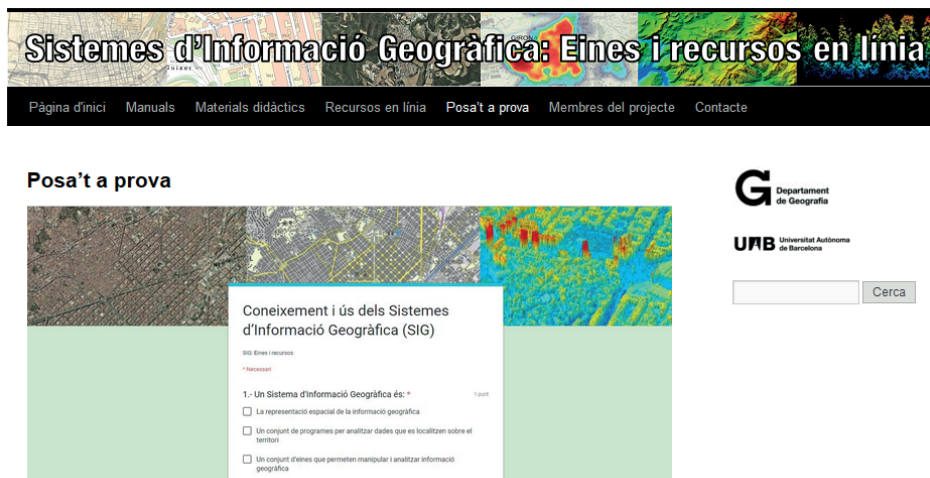 Sistemes d'Informació Geogràfica: Eines i recursos en línia
Pàgina d'inici Manuals Materials didàctics Recursos en línia Posa't a prova Membres del projecte Contacte
Posa't a prova
Coneixement i ús dels Sistemes
d'Informació Geogràfica (SIG)
SIG: Eines i recursos
* Necessari
1.- Un Sistema d'Informació Geogràfica és: * 1 punt
La representació espacial de la informació geogràfica
Un conjunt de programes per analitzar dades que es localitzen sobre el
territori
Un conjunt d'eines que permeten manipular i analitzar informació
geogràfica
G Departament
de Geografia
UAB Universitat Autònoma
de Barcelona
Cerca